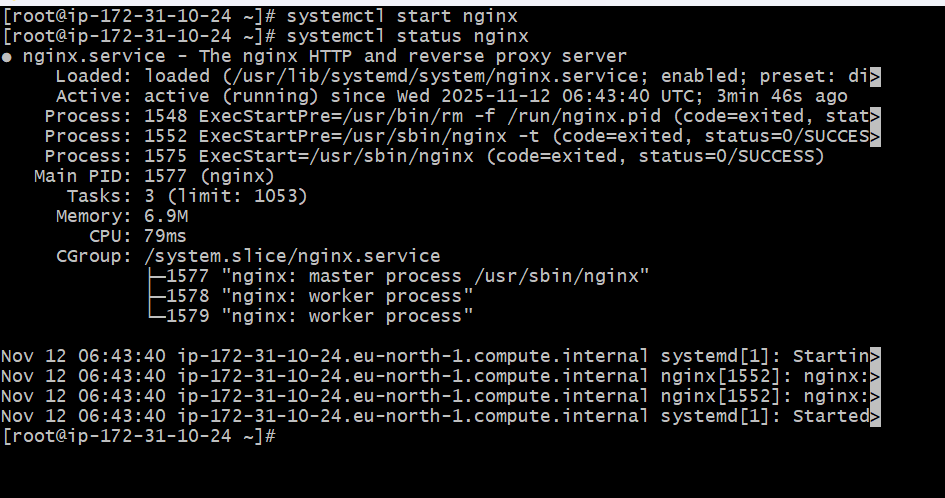 [root@ip-172-31-10-24 ~]# systemctl start nginx
[root@ip-172-31-10-24 ~]# systemctl status nginx
● nginx.service - The nginx HTTP and reverse proxy server
     Loaded: loaded (/usr/lib/systemd/system/nginx.service; enabled; preset: di>
     Active: active (running) since Wed 2025-11-12 06:43:40 UTC; 3min 46s ago
    Process: 1548 ExecStartPre=/usr/bin/rm -f /run/nginx.pid (code=exited, stat>
    Process: 1552 ExecStartPre=/usr/sbin/nginx -t (code=exited, status=0/SUCCES>
    Process: 1575 ExecStart=/usr/sbin/nginx (code=exited, status=0/SUCCESS)
   Main PID: 1577 (nginx)
      Tasks: 3 (limit: 1053)
     Memory: 6.9M
        CPU: 79ms
     CGroup: /system.slice/nginx.service
             ├─1577 "nginx: master process /usr/sbin/nginx"
             ├─1578 "nginx: worker process"
             └─1579 "nginx: worker process"

Nov 12 06:43:40 ip-172-31-10-24.eu-north-1.compute.internal systemd[1]: Startin>
Nov 12 06:43:40 ip-172-31-10-24.eu-north-1.compute.internal nginx[1552]: nginx:>
Nov 12 06:43:40 ip-172-31-10-24.eu-north-1.compute.internal nginx[1552]: nginx:>
Nov 12 06:43:40 ip-172-31-10-24.eu-north-1.compute.internal systemd[1]: Started>
[root@ip-172-31-10-24 ~]#